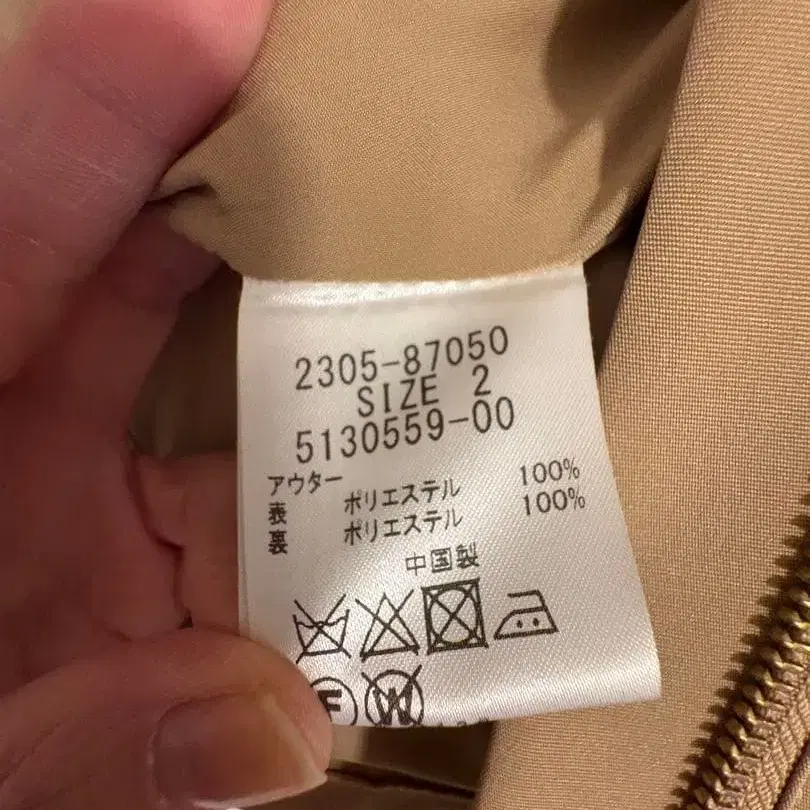 2305-87050
SIZE 2
5130559-00
アウター
表 ポリエステル 100%
裏 ポリエステル 100%
中国製
F W